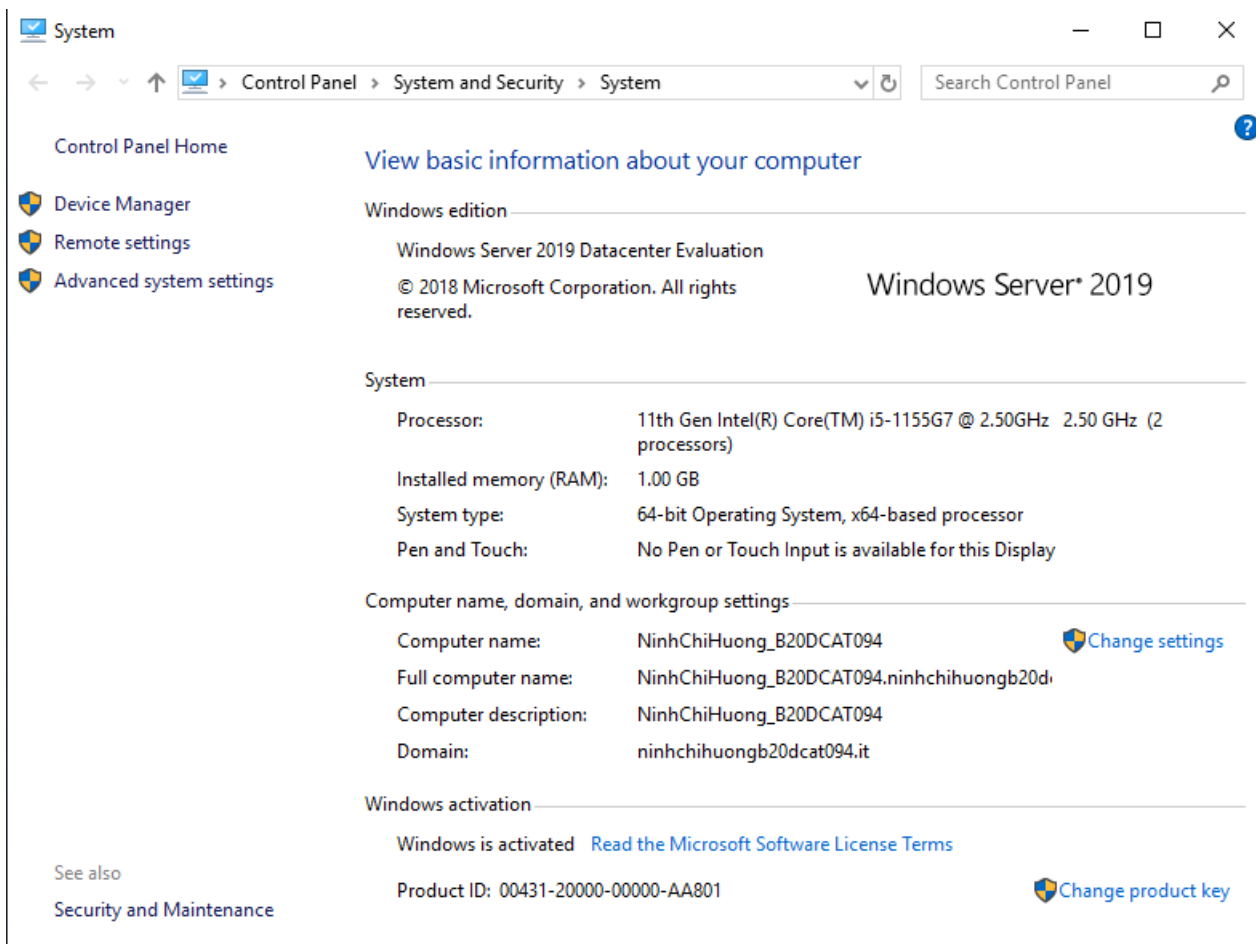 System
Control Panel > System and Security > System
Search Control Panel
Control Panel Home
Device Manager
Remote settings
Advanced system settings
See also
Security and Maintenance
?
View basic information about your computer
Windows edition
Windows Server 2019 Datacenter Evaluation
© 2018 Microsoft Corporation. All rights
reserved.
Windows Server® 2019
System
Processor: 11th Gen Intel(R) Core(TM) i5-1155G7 @ 2.50GHz 2.50 GHz (2
processors)
Installed memory (RAM): 1.00 GB
System type: 64-bit Operating System, x64-based processor
Pen and Touch: No Pen or Touch Input is available for this Display
Computer name, domain, and workgroup settings
Computer name: NinhChiHuong_B20DCAT094 Change settings
Full computer name: NinhChiHuong_B20DCAT094.ninhchihuongb20d
Computer description: NinhChiHuong_B20DCAT094
Domain: ninhchihuongb20dcat094.it
Windows activation
Windows is activated Read the Microsoft Software License Terms
Product ID: 00431-20000-00000-AA801 Change product key